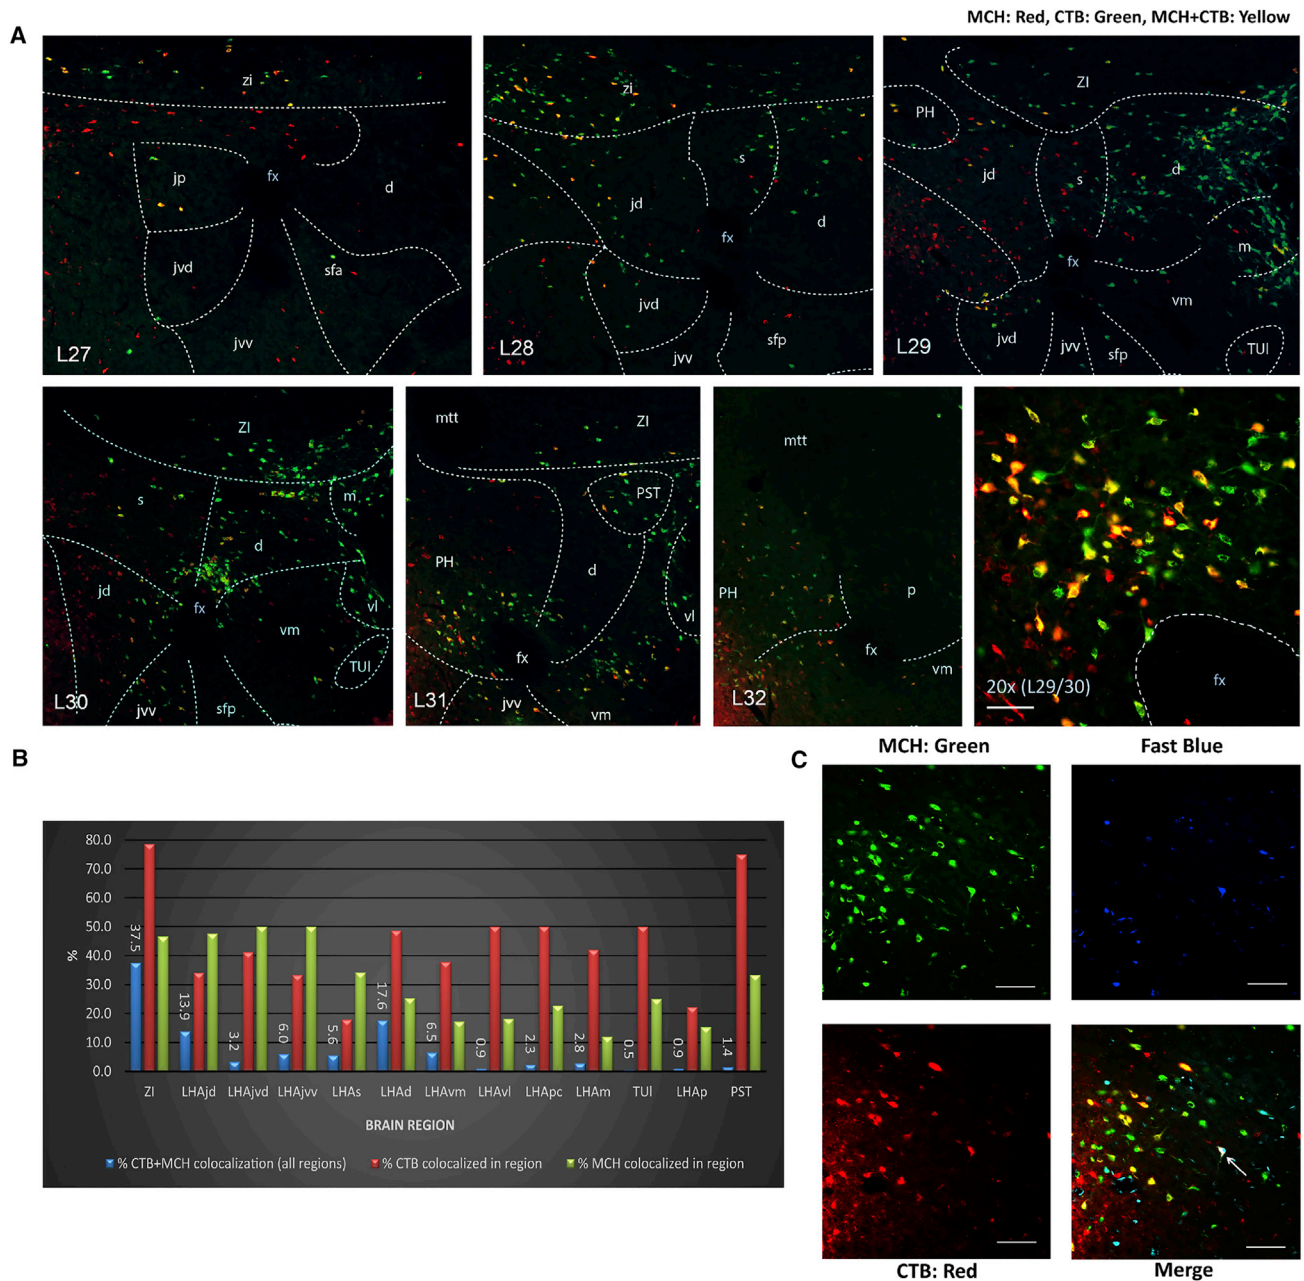 MCH: Red, CTB: Green, MCH+CTB: Yellow
A
zi
jp
fx
d
jvd
sfa
jvv
L27
zi
s
jd
fx
d
jvd
jvv
sfp
L28
ZI
PH
jd
s
d
m
fx
vm
jvd
jvv
sfp
TUl
L29
ZI
s
m
d
jd
fx
vm
vl
TUl
jvv
sfp
L30
mtt
ZI
PST
PH
d
vl
fx
jvv
vm
L31
mtt
PH
p
fx
vm
L32
20x (L29/30)
fx
B
80.0
70.0
60.0
50.0
40.0
30.0
20.0
10.0
0.0
%
37.5
13.9
3.2
6.0
5.6
17.6
6.5
0.9
2.3
2.8
0.5
0.9
1.4
ZI LHAjd LHAjvd LHAjvv LHAs LHAd LHAvm LHAvl LHApc LHAm TUl LHAp PST
BRAIN REGION
% CTB+MCH colocalization (all regions) % CTB colocalized in region % MCH colocalized in region
C
MCH: Green
Fast Blue
CTB: Red
Merge